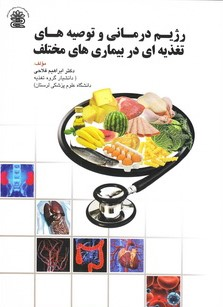 رژیم درمانی و توصیه های
تغذیه ای در بیماری های مختلف
مؤلف
دکتر ابراهیم فلاحی
(دانشیار گروه تغذیه
دانشگاه علوم پزشکی لرستان)